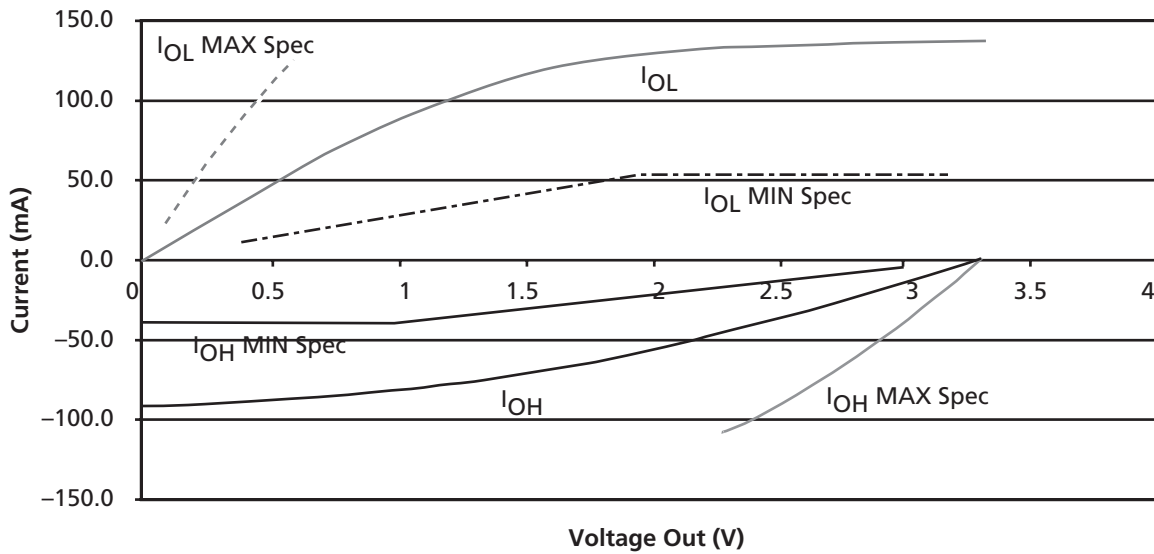 150.0
I_OL MAX Spec
I_OL
100.0
50.0
I_OL MIN Spec
0.0
0 0.5 1 1.5 2 2.5 3 3.5 4
I_OH MIN Spec
–50.0
I_OH
I_OH MAX Spec
–100.0
–150.0
Current (mA)
Voltage Out (V)